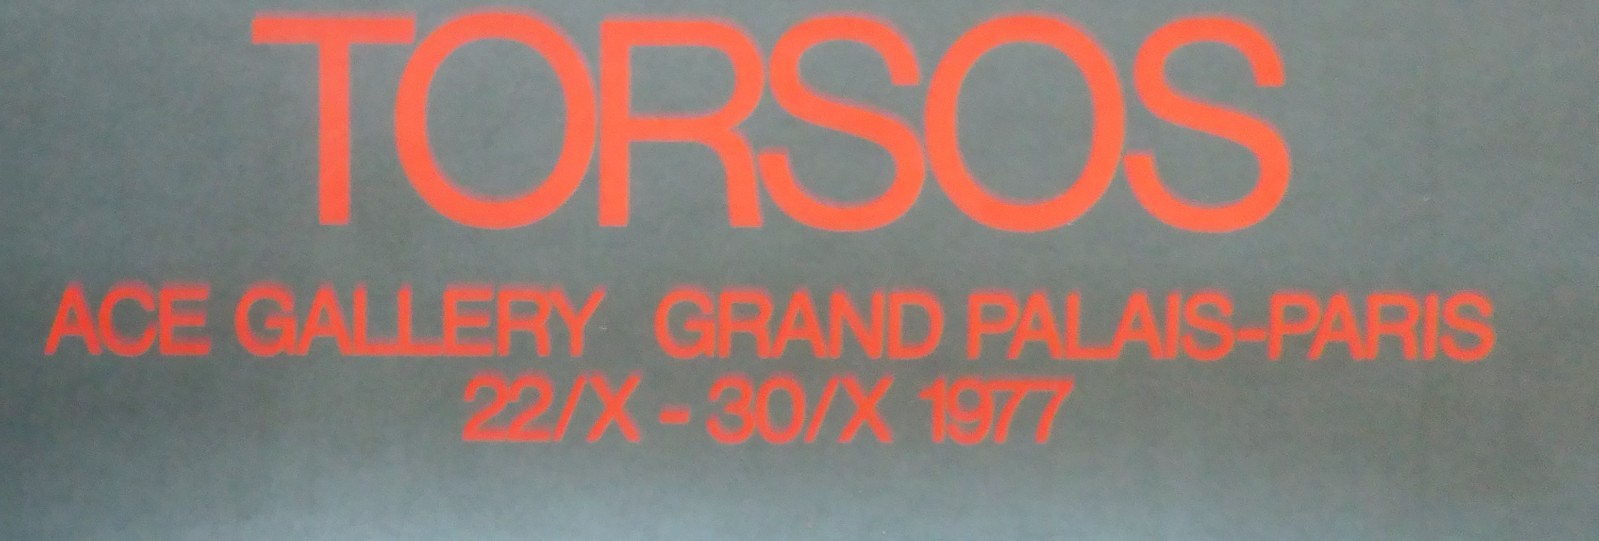 TORSOS
ACE GALLERY GRAND PALAIS-PARIS
22/X - 30/X 1977